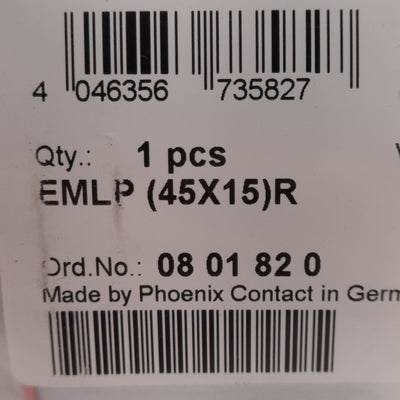 4 046356 735827
Qty.: 1 pcs
EMLP (45X15)R
Ord.No.: 08 01 82 0
Made by Phoenix Contact in Germ